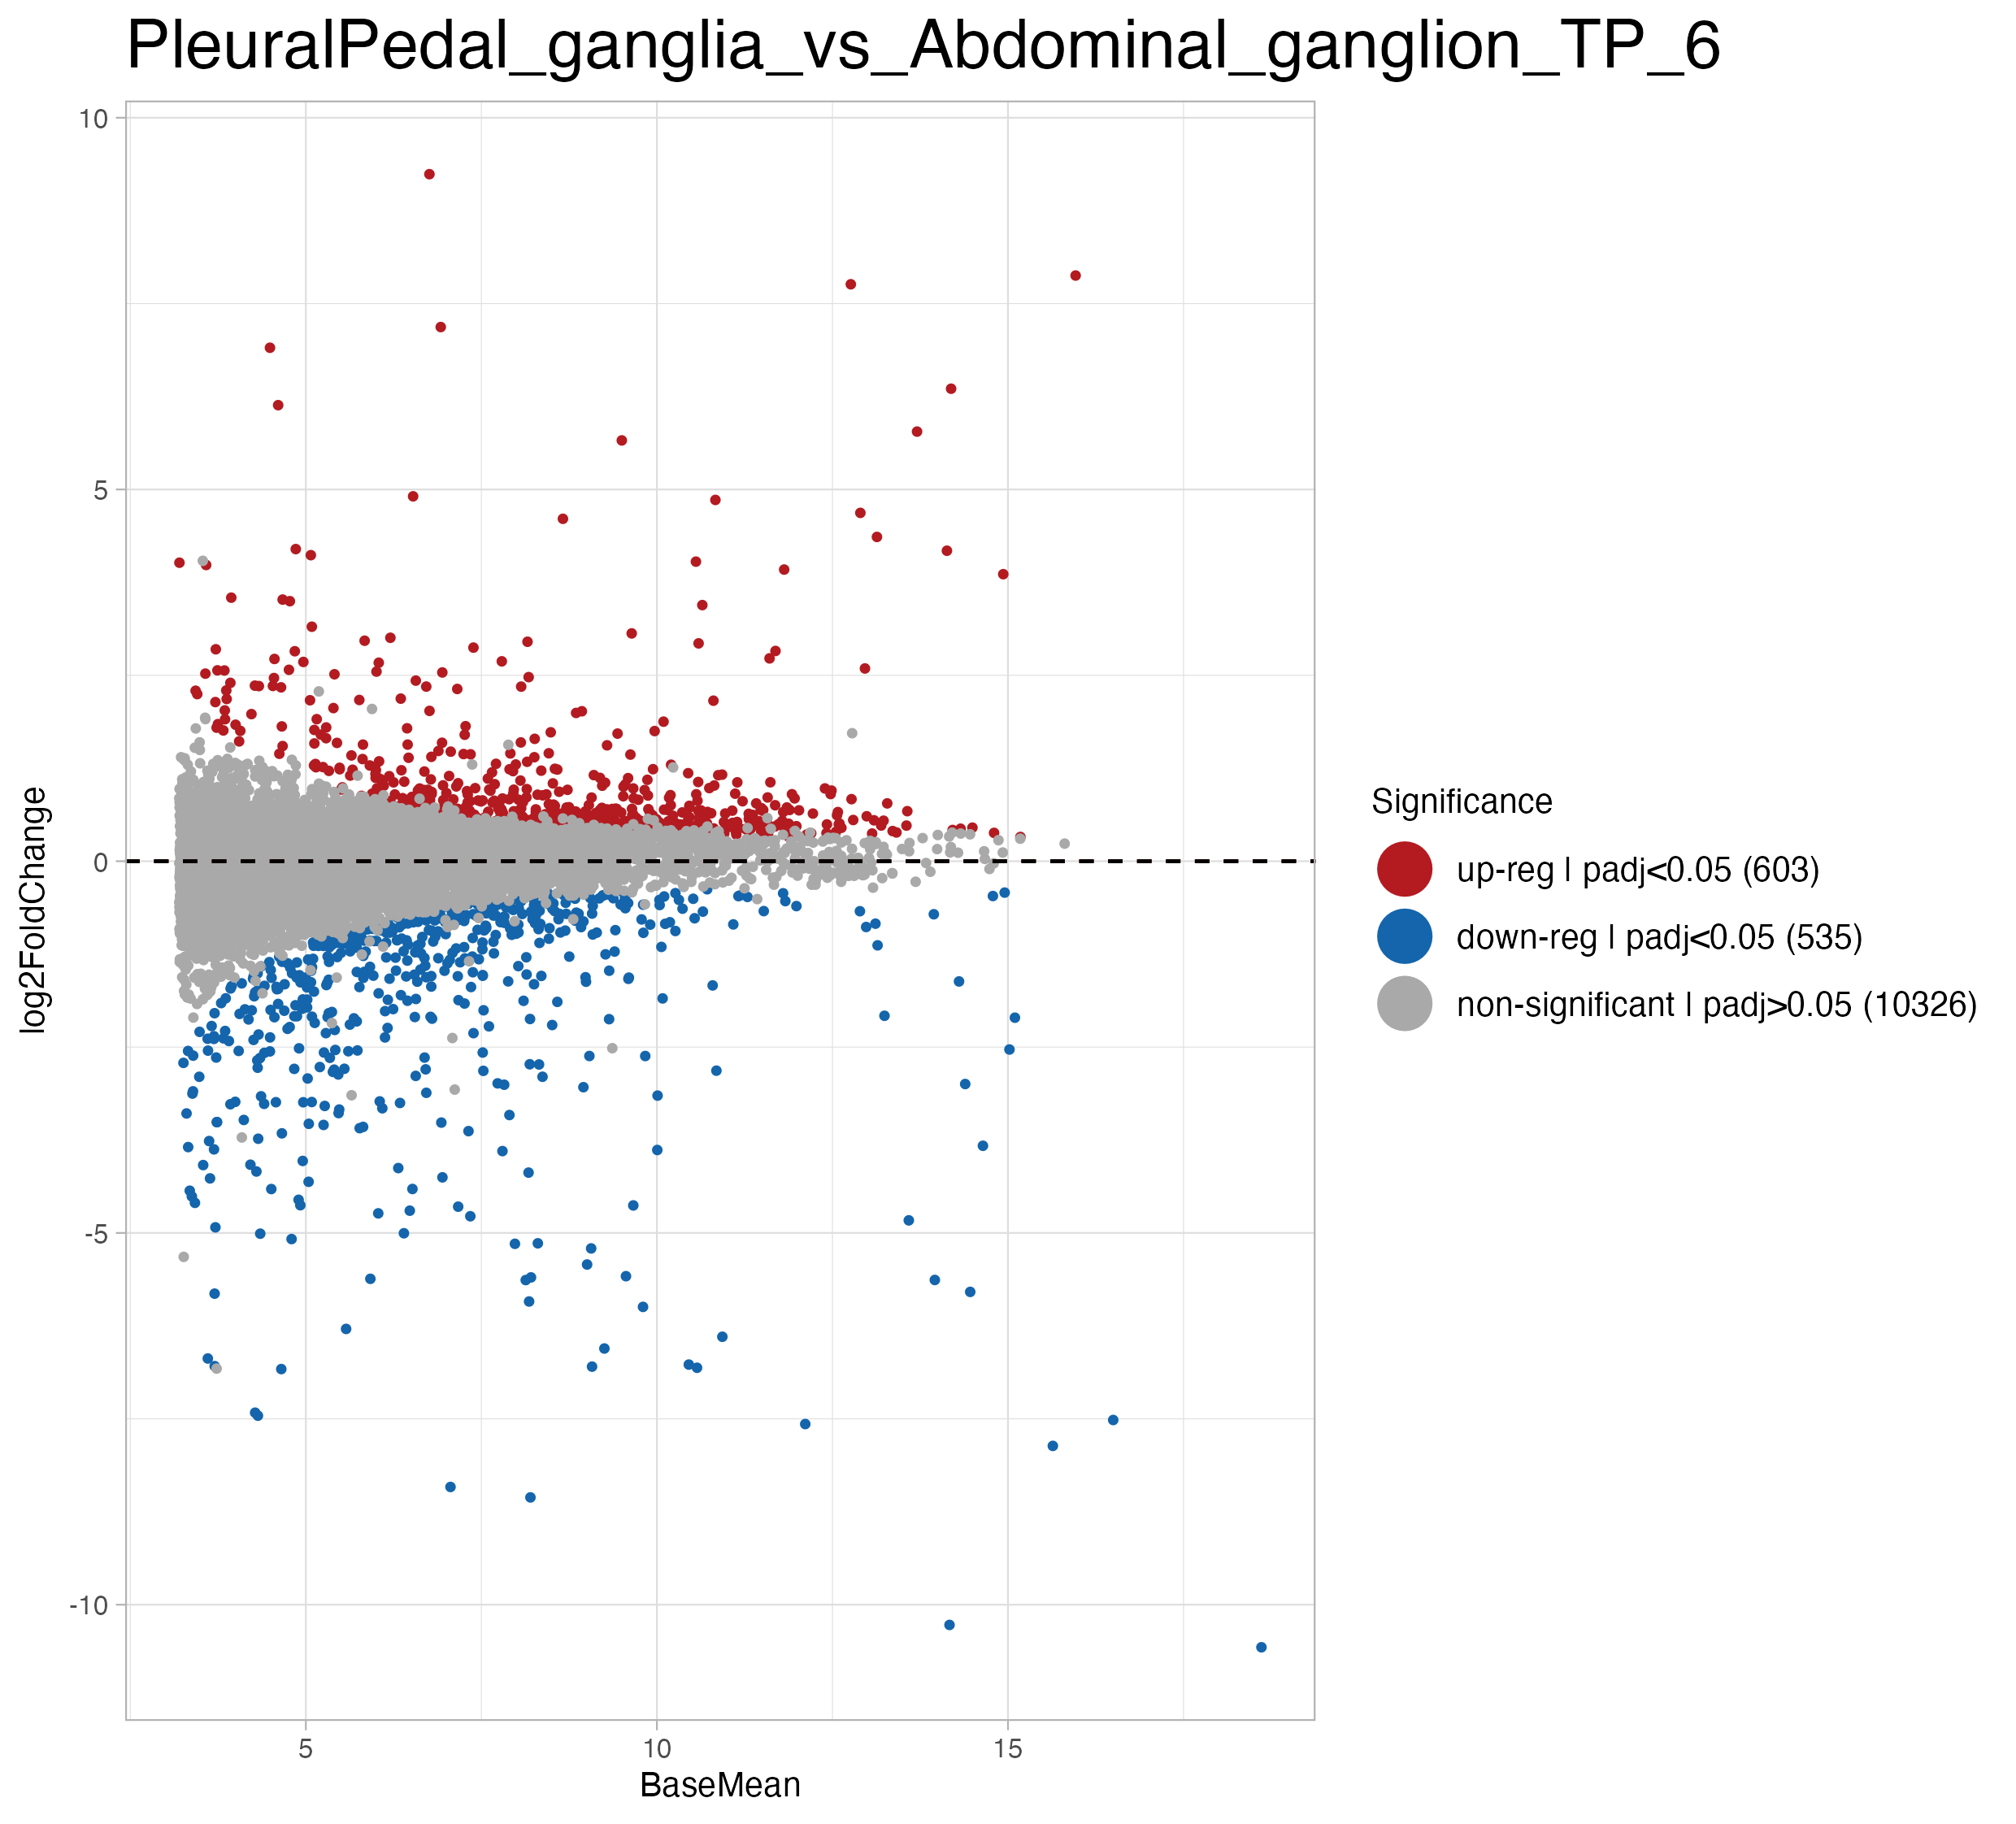 PleuralPedal_ganglia_vs_Abdominal_ganglion_TP_6
10
5
0
-5
-10
log2FoldChange
5 10 15
BaseMean
Significance
up-reg | padj<0.05 (603)
down-reg | padj<0.05 (535)
non-significant | padj>0.05 (10326)